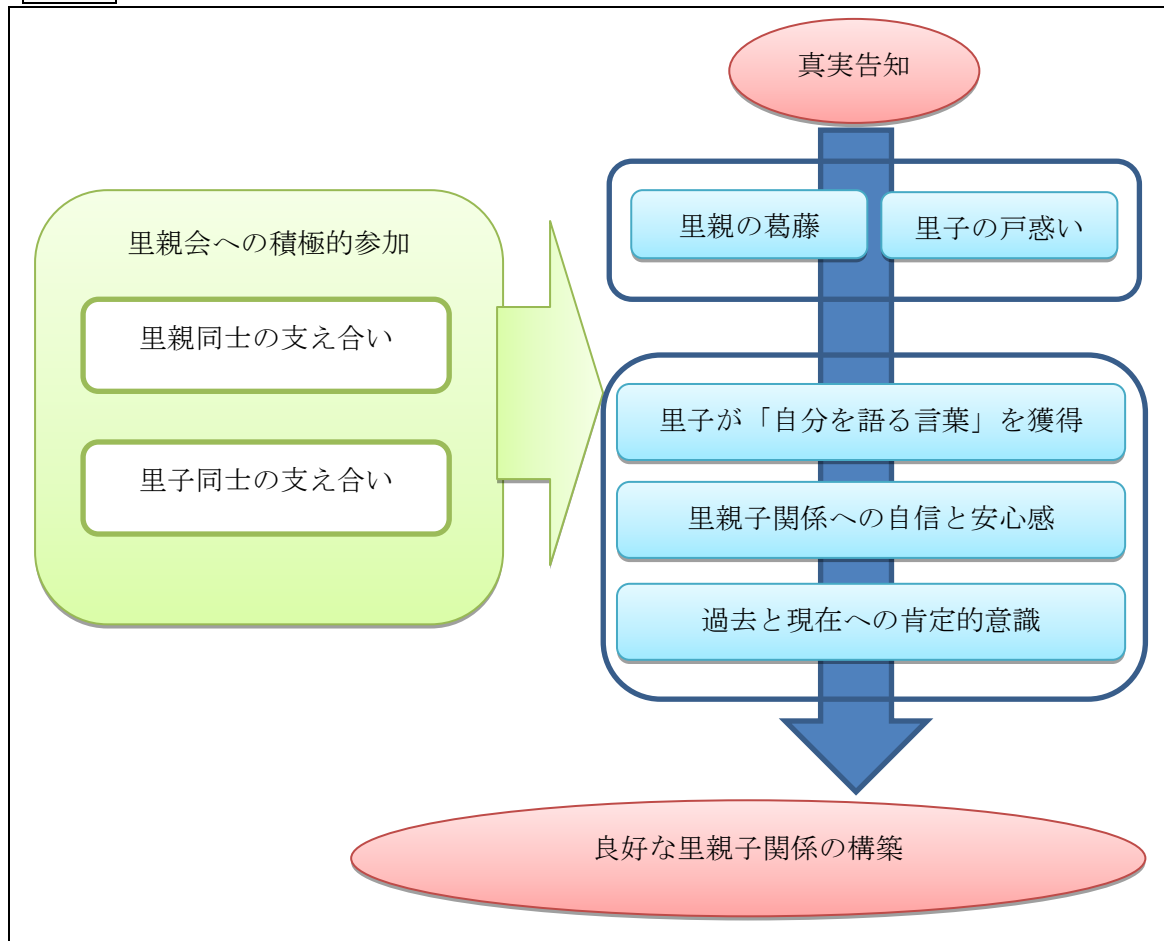 真実告知
里親の葛藤
里子の戸惑い
里親会への積極的参加
里親同士の支え合い
里子同士の支え合い
里子が「自分を語る言葉」を獲得
里親子関係への自信と安心感
過去と現在への肯定的意識
良好な里親子関係の構築